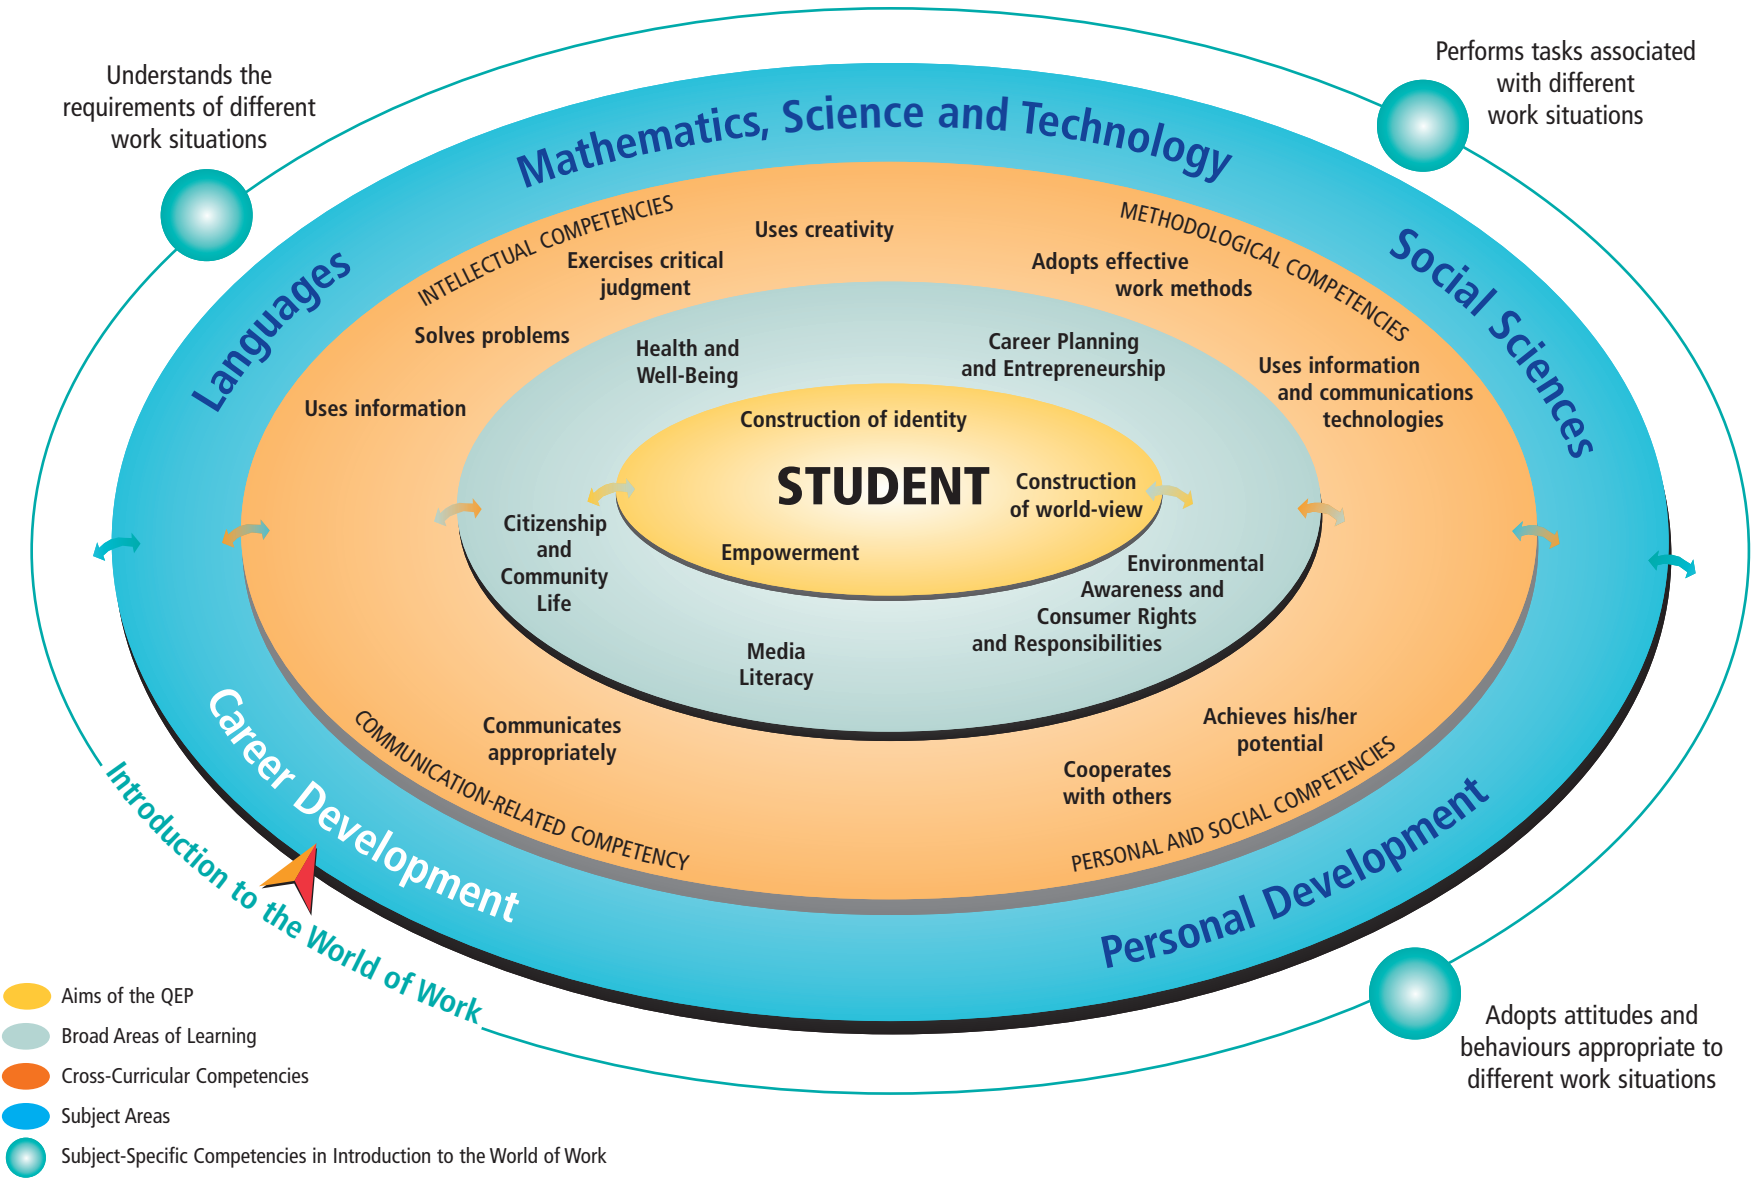 Understands the
requirements of different
work situations
Performs tasks associated
with different
work situations
Mathematics, Science and Technology
Languages
Social Sciences
INTELLECTUAL COMPETENCIES
METHODOLOGICAL COMPETENCIES
Uses creativity
Exercises critical
judgment
Adopts effective
work methods
Solves problems
Uses information
Uses information
and communications
technologies
Health and
Well-Being
Career Planning
and Entrepreneurship
Construction of identity
STUDENT
Construction
of world-view
Empowerment
Citizenship
and
Community
Life
Environmental
Awareness and
Consumer Rights
and Responsibilities
Media
Literacy
Communicates
appropriately
Achieves his/her
potential
Cooperates
with others
COMMUNICATION-RELATED COMPETENCY
PERSONAL AND SOCIAL COMPETENCIES
Career Development
Personal Development
Introduction to the World of Work
Adopts attitudes and
behaviours appropriate to
different work situations
Aims of the QEP
Broad Areas of Learning
Cross-Curricular Competencies
Subject Areas
Subject-Specific Competencies in Introduction to the World of Work